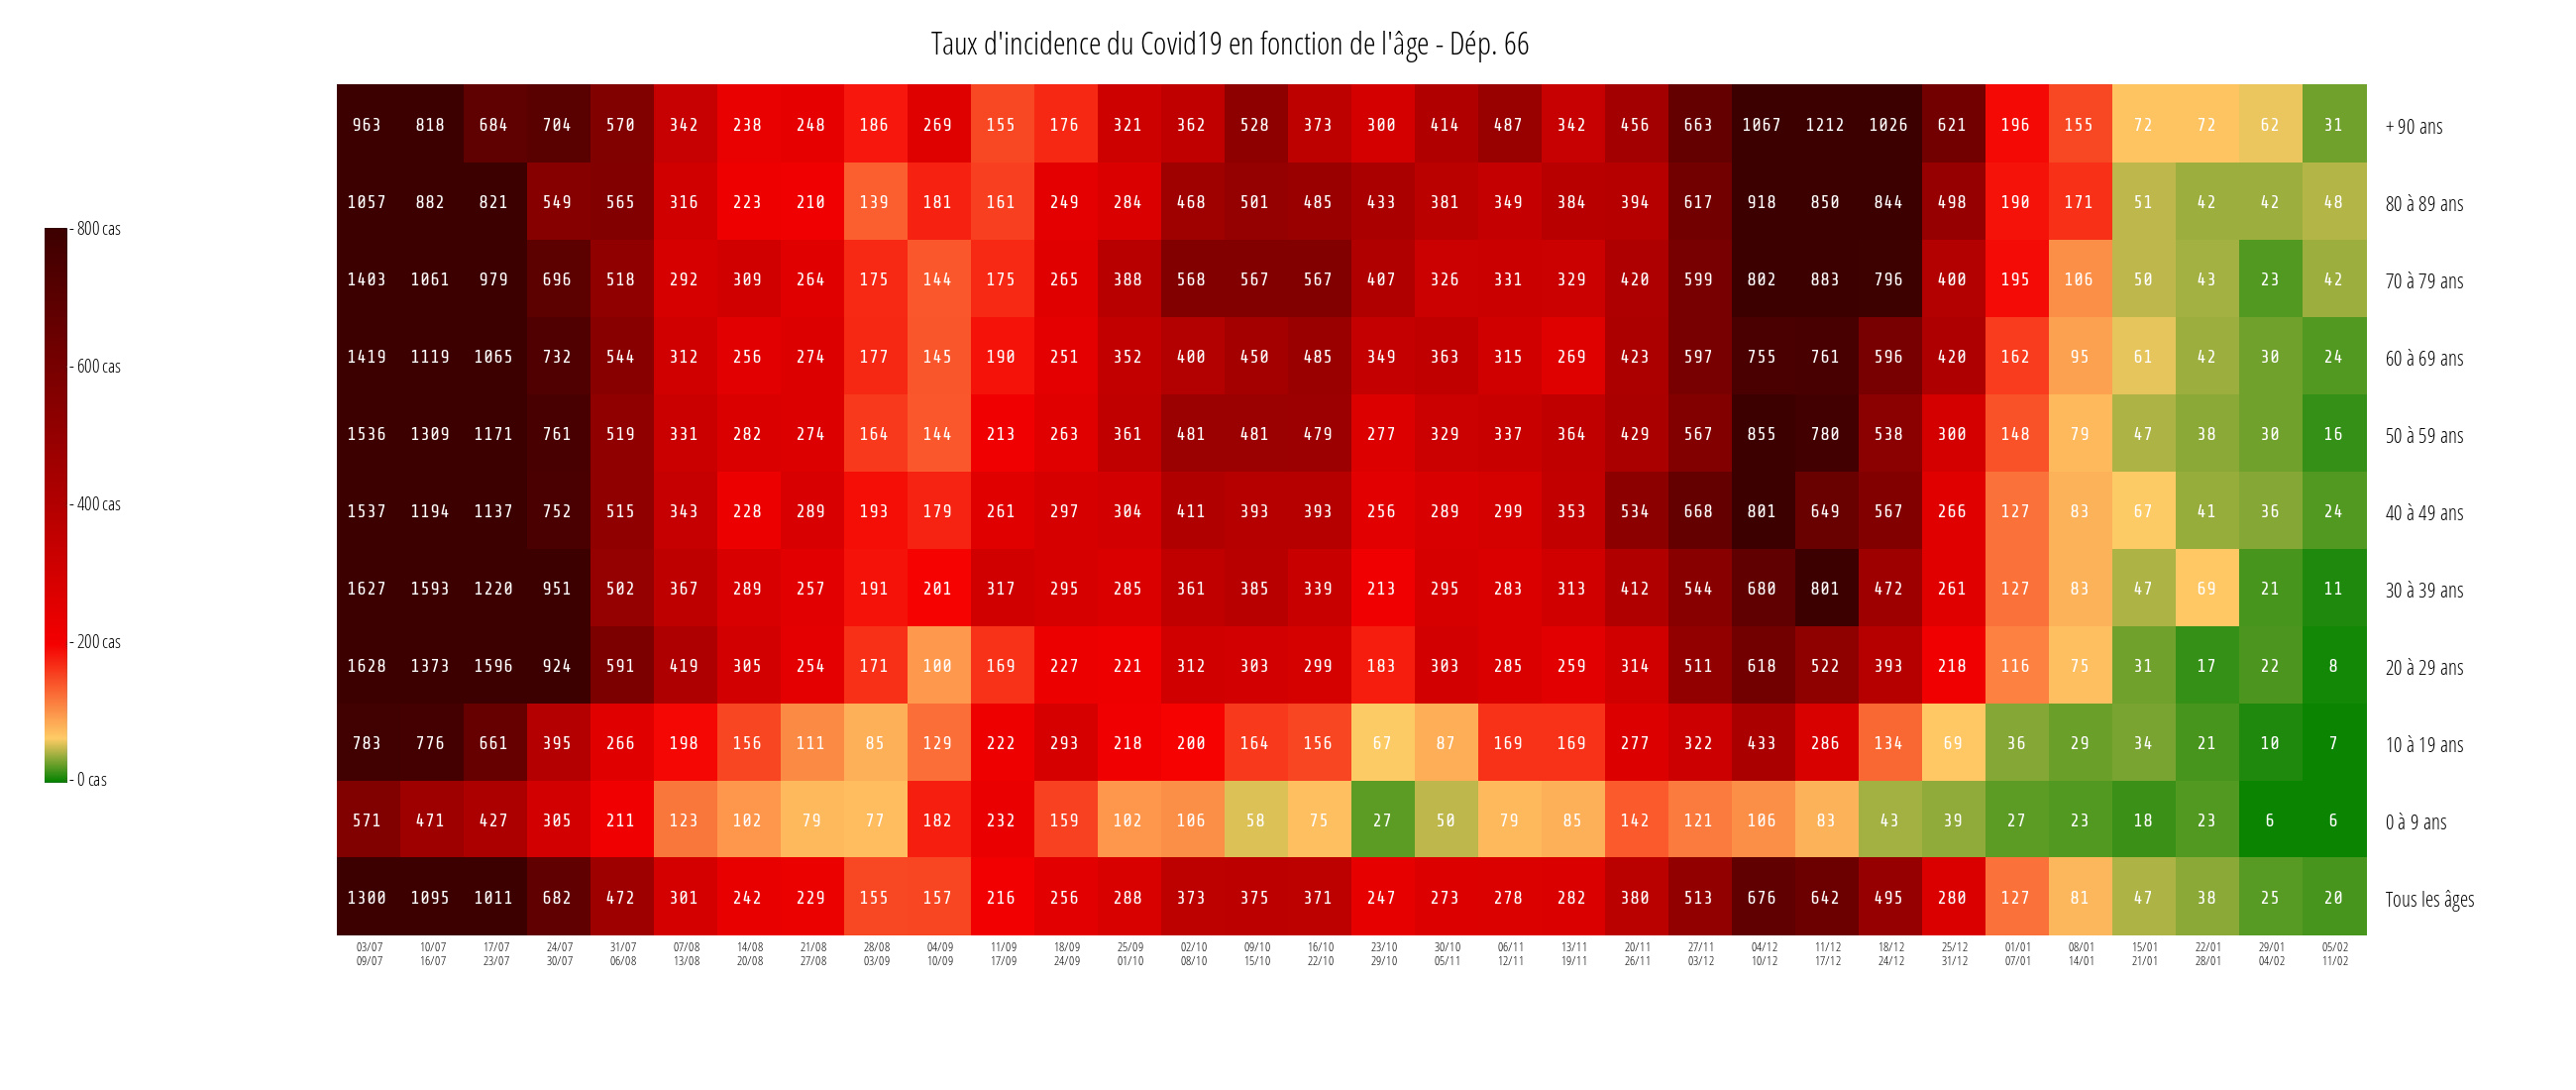 Taux d'incidence du Covid19 en fonction de l'âge - Dép. 66
- 800 cas
- 600 cas
- 400 cas
- 200 cas
- 0 cas
963 818 684 704 570 342 238 248 186 269 155 176 321 362 528 373 300 414 487 342 456 663 1067 1212 1026 621 196 155 72 72 62 31 + 90 ans
1057 882 821 549 565 316 223 210 139 181 161 249 284 468 501 485 433 381 349 384 394 617 918 850 844 498 190 171 51 42 42 48 80 à 89 ans
1403 1061 979 696 518 292 309 264 175 144 175 265 388 568 567 567 407 326 331 329 420 599 802 883 796 400 195 106 50 43 23 42 70 à 79 ans
1419 1119 1065 732 544 312 256 274 177 145 190 251 352 400 450 485 349 363 315 269 423 597 755 761 596 420 162 95 61 42 30 24 60 à 69 ans
1536 1309 1171 761 519 331 282 274 164 144 213 263 361 481 481 479 277 329 337 364 429 567 855 780 538 300 148 79 47 38 30 16 50 à 59 ans
1537 1194 1137 752 515 343 228 289 193 179 261 297 304 411 393 393 256 289 299 353 534 668 801 649 567 266 127 83 67 41 36 24 40 à 49 ans
1627 1593 1220 951 502 367 289 257 191 201 317 295 285 361 385 339 213 295 283 313 412 544 680 801 472 261 127 83 47 69 21 11 30 à 39 ans
1628 1373 1596 924 591 419 305 254 171 100 169 227 221 312 303 299 183 303 285 259 314 511 618 522 393 218 116 75 31 17 22 8 20 à 29 ans
783 776 661 395 266 198 156 111 85 129 222 293 218 200 164 156 67 87 169 169 277 322 433 286 134 69 36 29 34 21 10 7 10 à 19 ans
571 471 427 305 211 123 102 79 77 182 232 159 102 106 58 75 27 50 79 85 142 121 106 83 43 39 27 23 18 23 6 6 0 à 9 ans
1300 1095 1011 682 472 301 242 229 155 157 216 256 288 373 375 371 247 273 278 282 380 513 676 642 495 280 127 81 47 38 25 20 Tous les âges
03/07 10/07 17/07 24/07 31/07 07/08 14/08 21/08 28/08 04/09 11/09 18/09 25/09 02/10 09/10 16/10 23/10 30/10 06/11 13/11 20/11 27/11 04/12 11/12 18/12 25/12 01/01 08/01 15/01 22/01 29/01 05/02
09/07 16/07 23/07 30/07 06/08 13/08 20/08 27/08 03/09 10/09 17/09 24/09 01/10 08/10 15/10 22/10 29/10 05/11 12/11 19/11 26/11 03/12 10/12 17/12 24/12 31/12 07/01 14/01 21/01 28/01 04/02 11/02